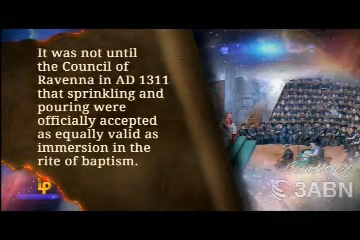 It was not until
the Council of
Ravenna in AD 1311
that sprinkling and
pouring were
officially accepted
as equally valid as
immersion in the
rite of baptism.
LP
3ABN